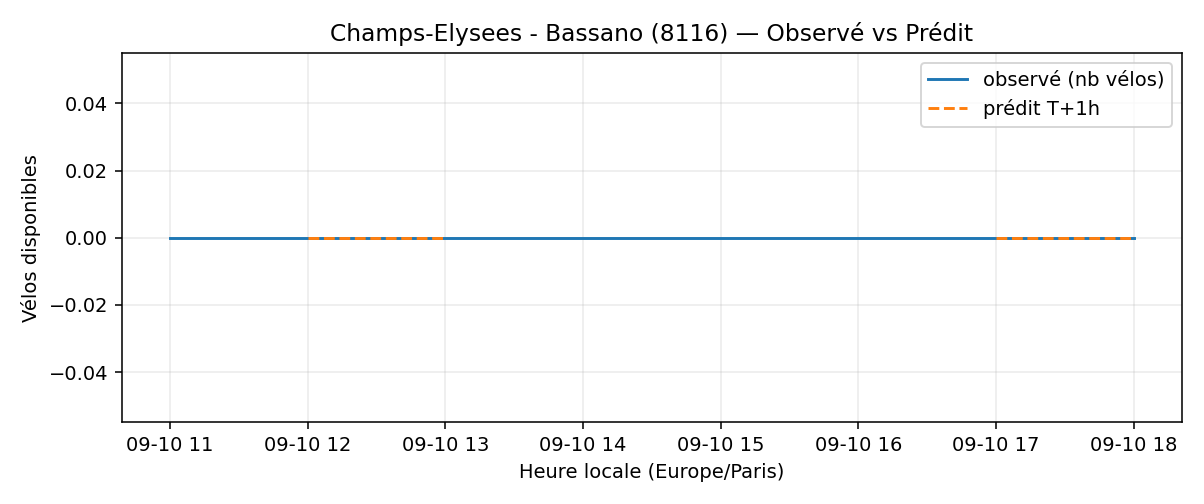 Champs-Elysees - Bassano (8116) — Observé vs Prédit
observé (nb vélos)
prédit T+1h
Vélos disponibles
0.04
0.02
0.00
−0.02
−0.04
09-10 11 09-10 12 09-10 13 09-10 14 09-10 15 09-10 16 09-10 17 09-10 18
Heure locale (Europe/Paris)